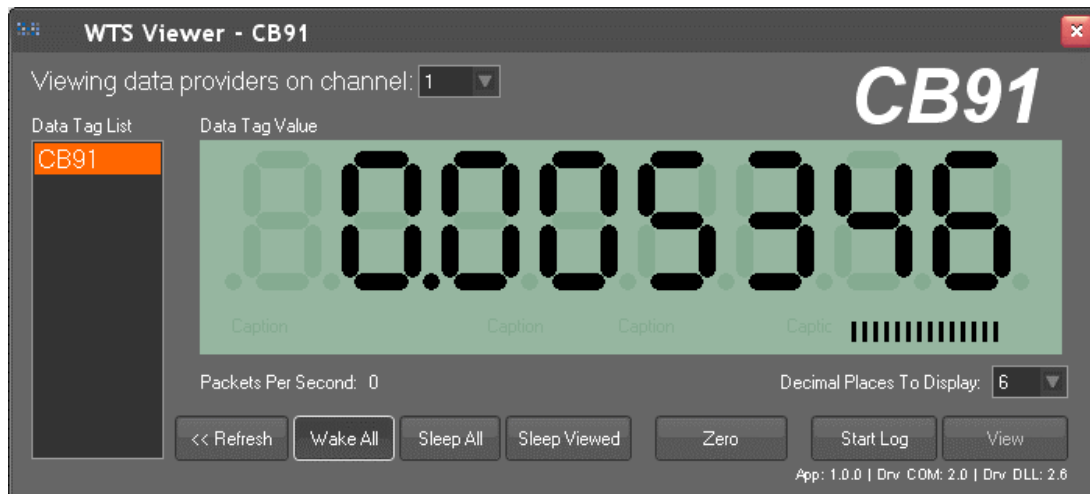 WTS Viewer - CB91
Viewing data providers on channel: 1
CB91
Data Tag List
Data Tag Value
CB91
0.005346
Caption
Caption
Caption
Captic
Packets Per Second: 0
Decimal Places To Display: 6
<< Refresh
Wake All
Sleep All
Sleep Viewed
Zero
Start Log
View
App: 1.0.0 | Drv COM: 2.0 | Drv DLL: 2.6